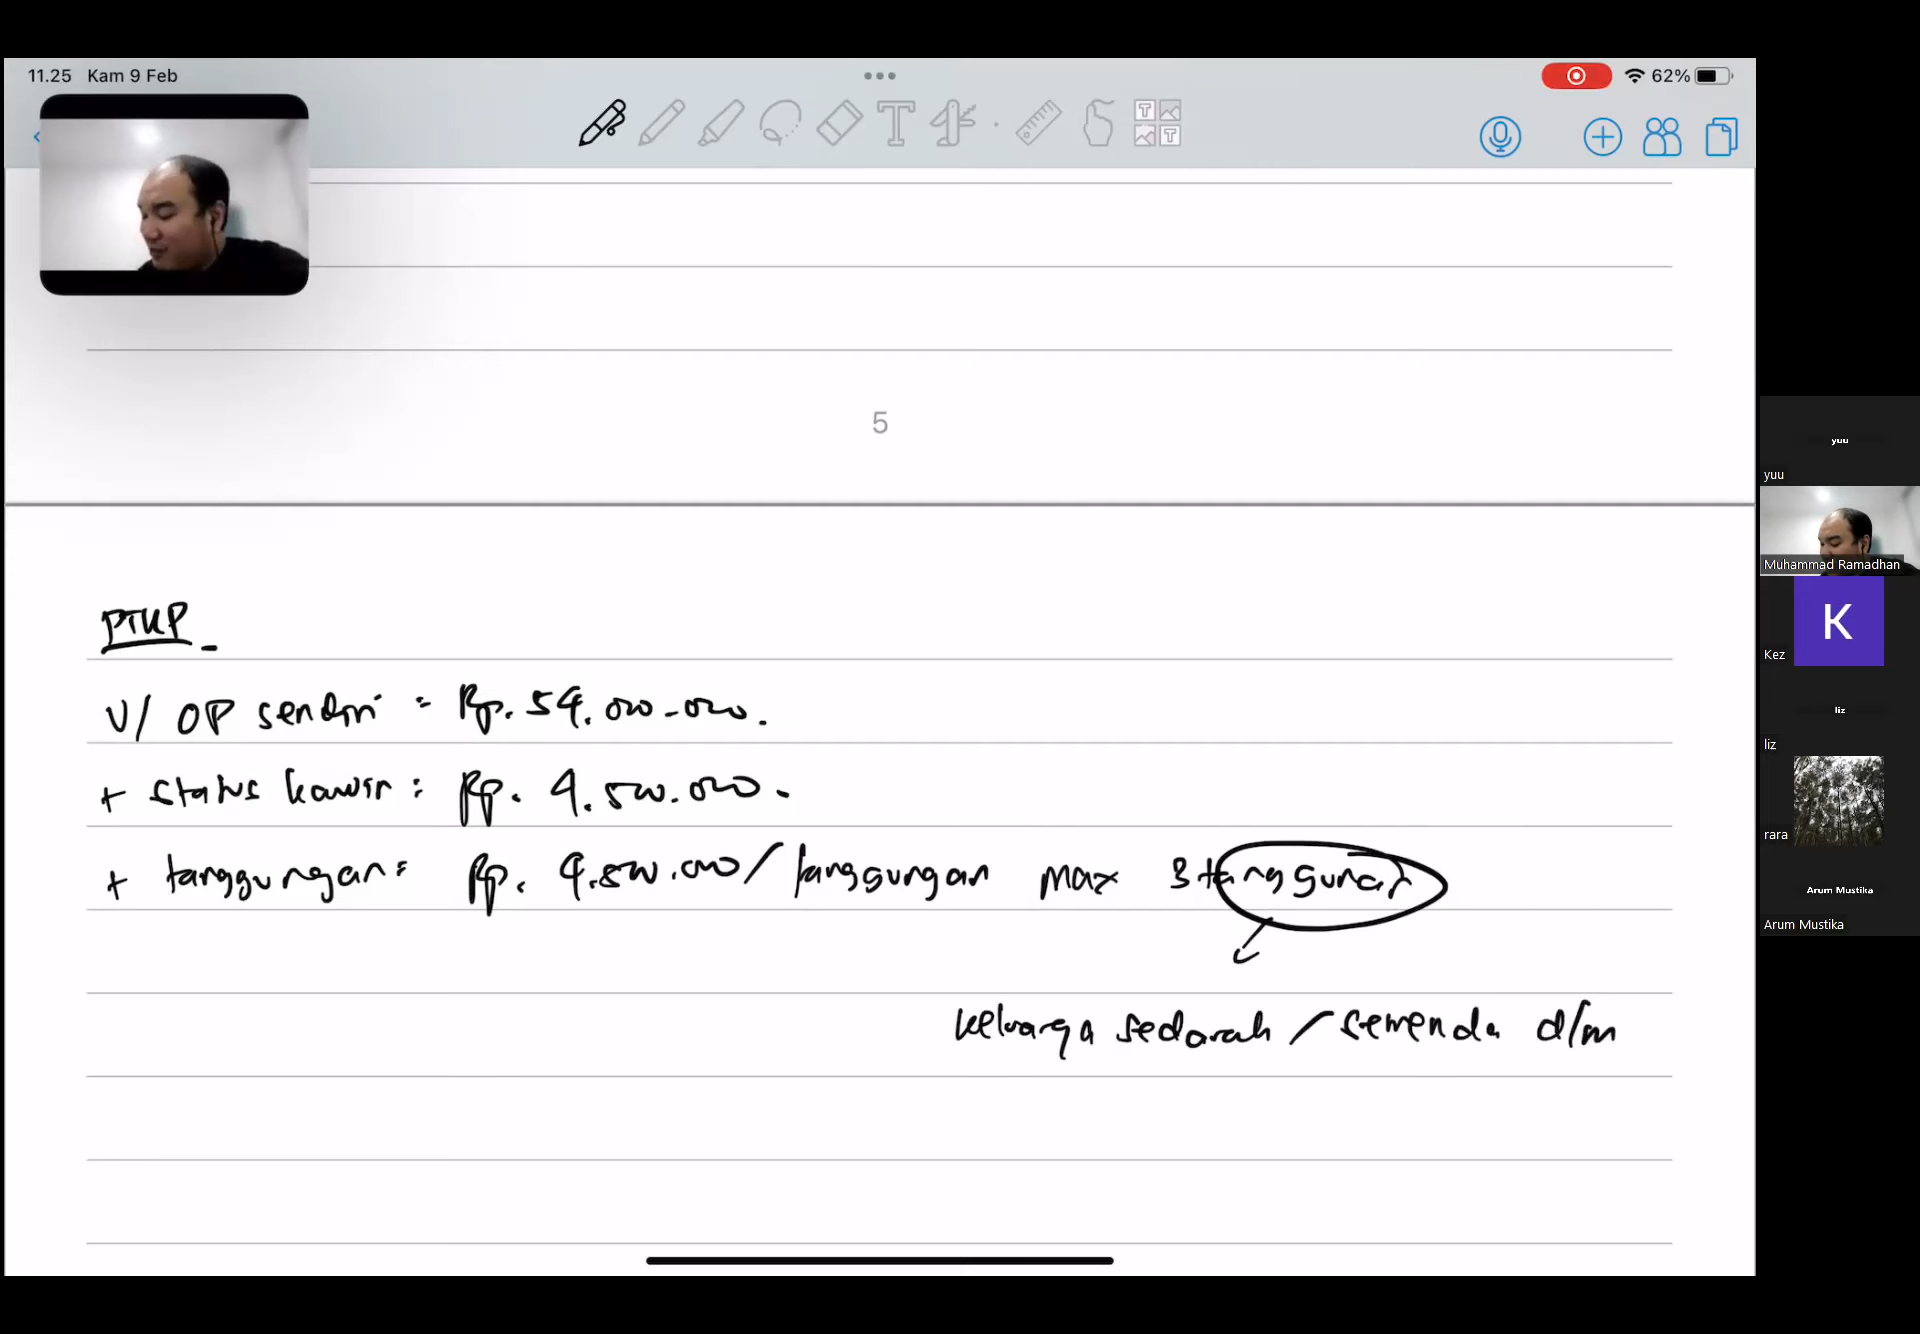 11.25 Kam 9 Feb
62%
5
PTKP
U/ OP sendiri = Rp. 54.000.000.
+ status kawin : Rp. 4.500.000.
+ tanggungan : Rp. 4.500.000/tanggungan max 3 tanggungan
keluarga sedarah / semenda d/m
yuu
yuu
Muhammad Ramadhan
K
Kez
liz
liz
rara
Arum Mustika
Arum Mustika